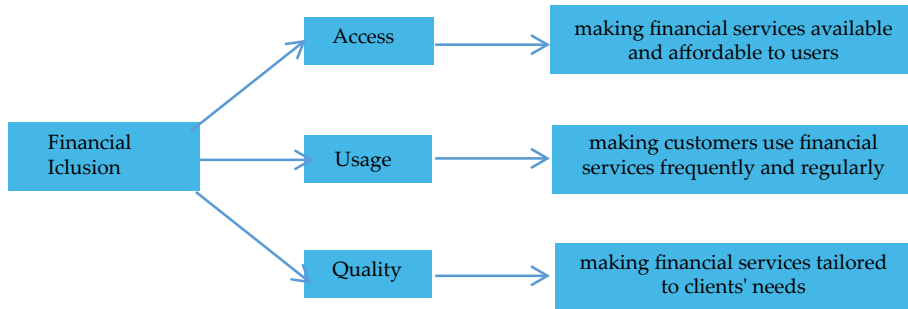 Financial
Iclusion
Access
making financial services available
and affordable to users
Usage
making customers use financial
services frequently and regularly
Quality
making financial services tailored
to clients' needs